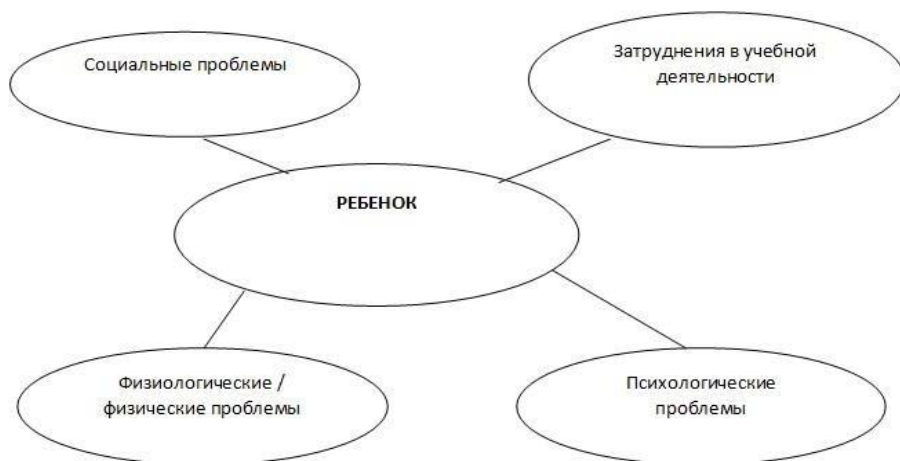 Социальные проблемы
Затруднения в учебной
деятельности
РЕБЕНОК
Физиологические /
физические проблемы
Психологические
проблемы